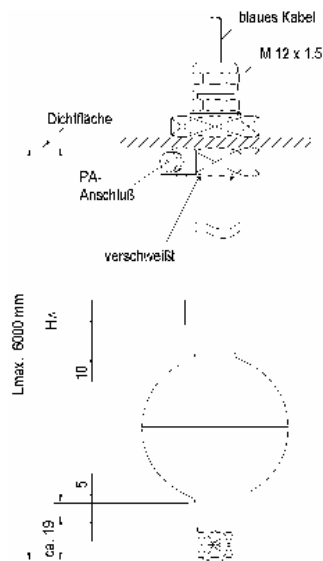 blaues Kabel
M 12 x 1.5
Dichtfläche
PA-
Anschluß
verschweißt
Lmax. 6000 mm
10
5
ca. 19